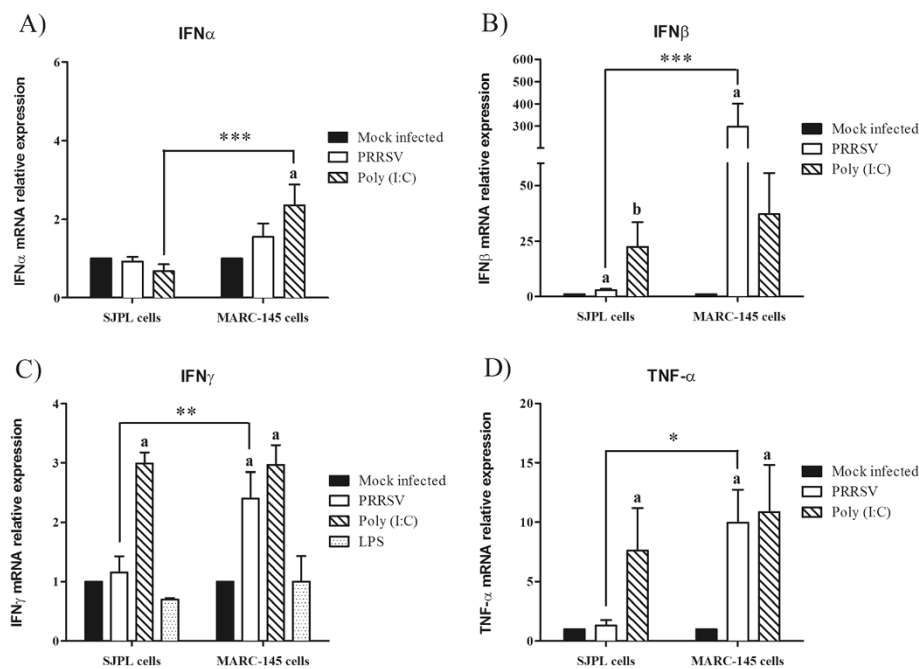 A)
IFNα
IFNα mRNA relative expression
6
4
2
0
***
a
SJPL cells
MARC-145 cells
Mock infected
PRRSV
Poly (I:C)
B)
IFNβ
IFNβ mRNA relative expression
600
500
400
300
50
25
0
***
a
b
a
SJPL cells
MARC-145 cells
Mock infected
PRRSV
Poly (I:C)
C)
IFNγ
IFNγ mRNA relative expression
4
3
2
1
0
**
a
a
a
SJPL cells
MARC-145 cells
Mock infected
PRRSV
Poly (I:C)
LPS
D)
TNF-α
TNF-α mRNA relative expression
20
15
10
5
0
*
a
a
a
SJPL cells
MARC-145 cells
Mock infected
PRRSV
Poly (I:C)